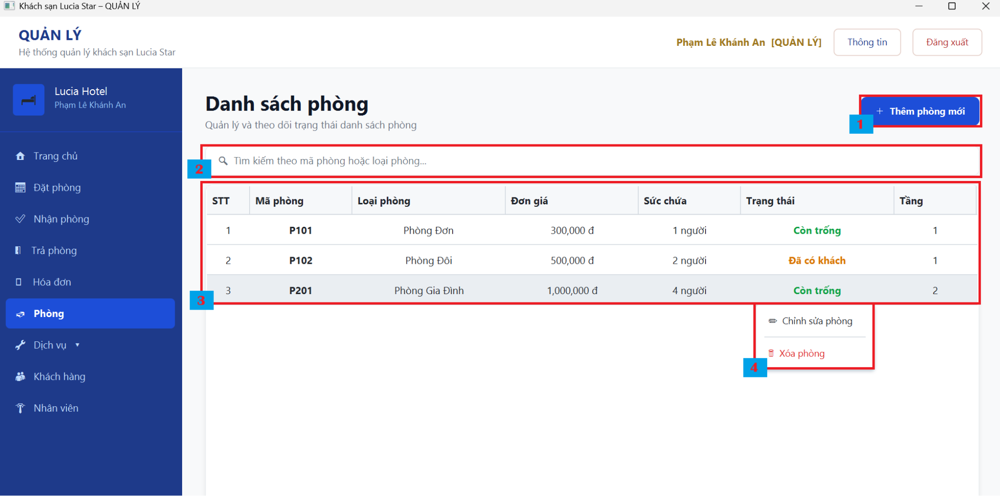 Khách sạn Lucia Star – QUẢN LÝ
QUẢN LÝ
Hệ thống quản lý khách sạn Lucia Star
Phạm Lê Khánh An [QUẢN LÝ]
Thông tin
Đăng xuất
Lucia Hotel
Phạm Lê Khánh An
Trang chủ
Đặt phòng
Nhận phòng
Trả phòng
Hóa đơn
Phòng
Dịch vụ
Khách hàng
Nhân viên
Danh sách phòng
Quản lý và theo dõi trạng thái danh sách phòng
+ Thêm phòng mới
1
Tìm kiếm theo mã phòng hoặc loại phòng...
2
STT Mã phòng Loại phòng Đơn giá Sức chứa Trạng thái Tầng
1 P101 Phòng Đơn 300,000 đ 1 người Còn trống 1
2 P102 Phòng Đôi 500,000 đ 2 người Đã có khách 1
3 P201 Phòng Gia Đình 1,000,000 đ 4 người Còn trống 2
3
Chỉnh sửa phòng
Xóa phòng
4